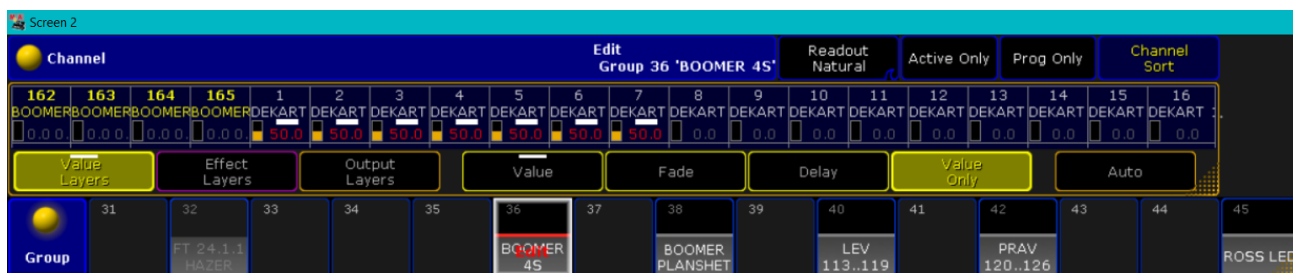 Screen 2
Channel
Edit
Group 36 'BOOMER 4S'
Readout
Natural
Active Only
Prog Only
Channel
Sort
162 163 164 165 1 2 3 4 5 6 7 8 9 10 11 12 13 14 15 16
BOOMER BOOMER BOOMER BOOMER DEKART DEKART DEKART DEKART DEKART DEKART DEKART DEKART DEKART DEKART DEKART DEKART DEKART DEKART DEKART DEKART
0.0 0. 0.0 0. 0.0 0. 0.0 0. 50.0 50.0 50.0 50.0 50.0 50.0 50.0 0.0 0.0 0.0 0.0 0.0 0.0 0.0 0.0 0.0
Value
Layers
Effect
Layers
Output
Layers
Value
Fade
Delay
Value
Only
Auto
31 32 33 34 35 36 37 38 39 40 41 42 43 44 45
Group
FT 24.1.1
HAZER
BOOMER
4S
Edit
BOOMER
PLANSHET
LEV
113..119
PRAV
120..126
ROSS LED